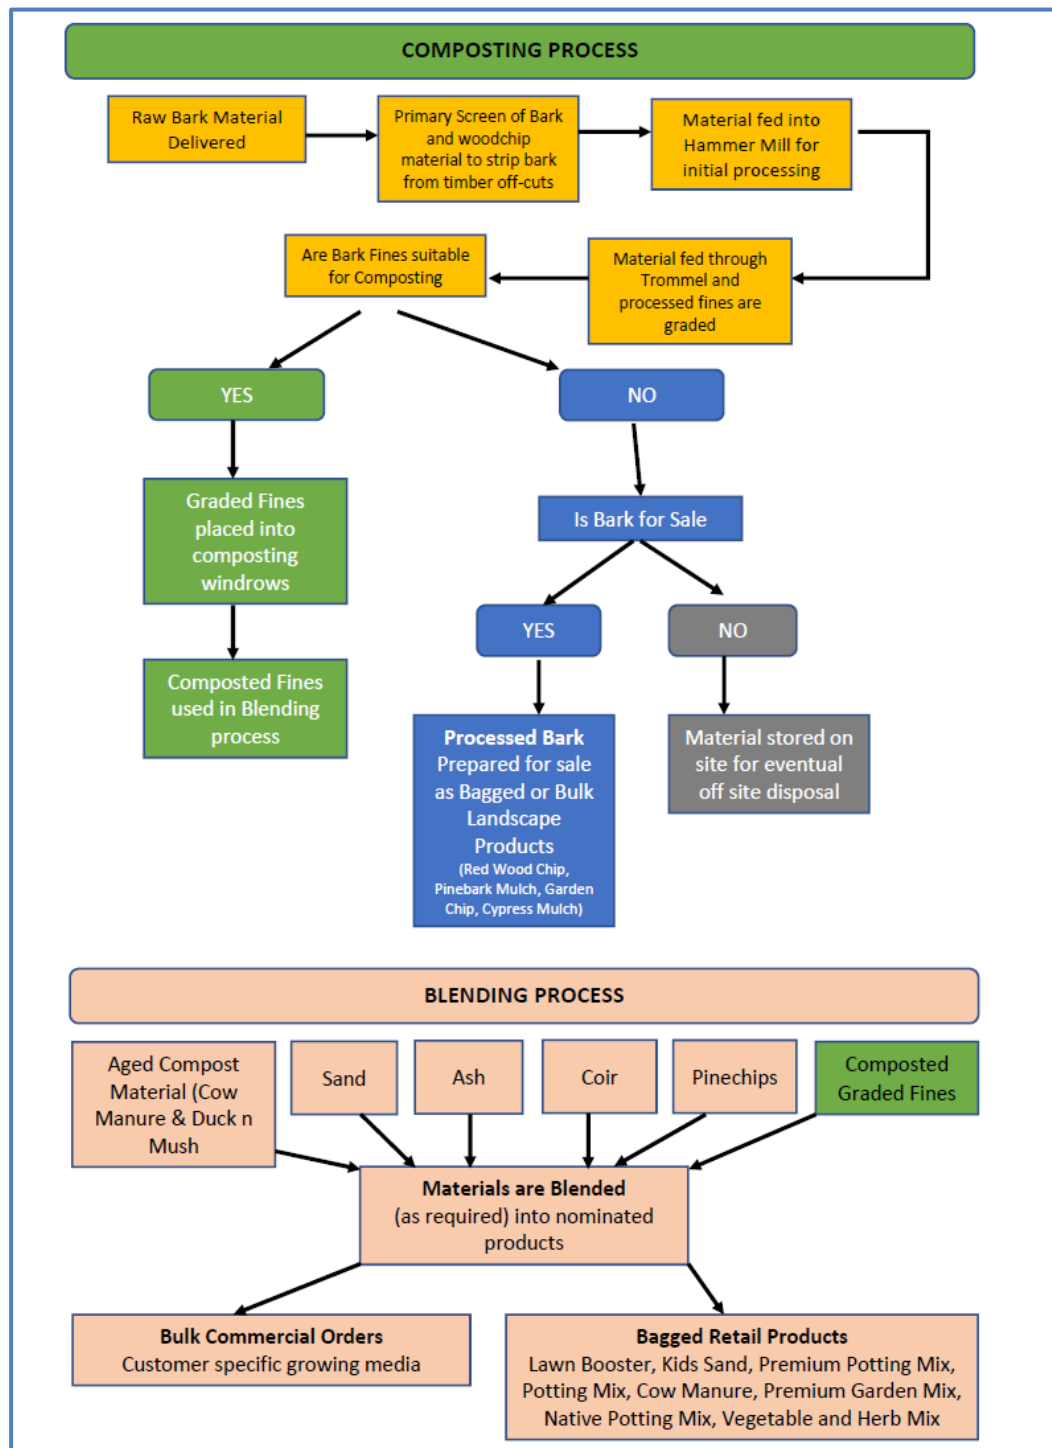 COMPOSTING PROCESS
Raw Bark Material
Delivered
Primary Screen of Bark
and woodchip
material to strip bark
from timber off-cuts
Material fed into
Hammer Mill for
initial processing
Are Bark Fines suitable
for Composting
Material fed through
Trommel and
processed fines are
graded
YES
NO
Graded Fines
placed into
composting
windrows
Is Bark for Sale
YES
NO
Composted Fines
used in Blending
process
Processed Bark
Prepared for sale
as Bagged or Bulk
Landscape
Products
(Red Wood Chip,
Pinebark Mulch, Garden
Chip, Cypress Mulch)
Material stored on
site for eventual
off site disposal
BLENDING PROCESS
Aged Compost
Material (Cow
Manure & Duck n
Mush
Sand
Ash
Coir
Pinechips
Composted
Graded Fines
Materials are Blended
(as required) into nominated
products
Bulk Commercial Orders
Customer specific growing media
Bagged Retail Products
Lawn Booster, Kids Sand, Premium Potting Mix,
Potting Mix, Cow Manure, Premium Garden Mix,
Native Potting Mix, Vegetable and Herb Mix